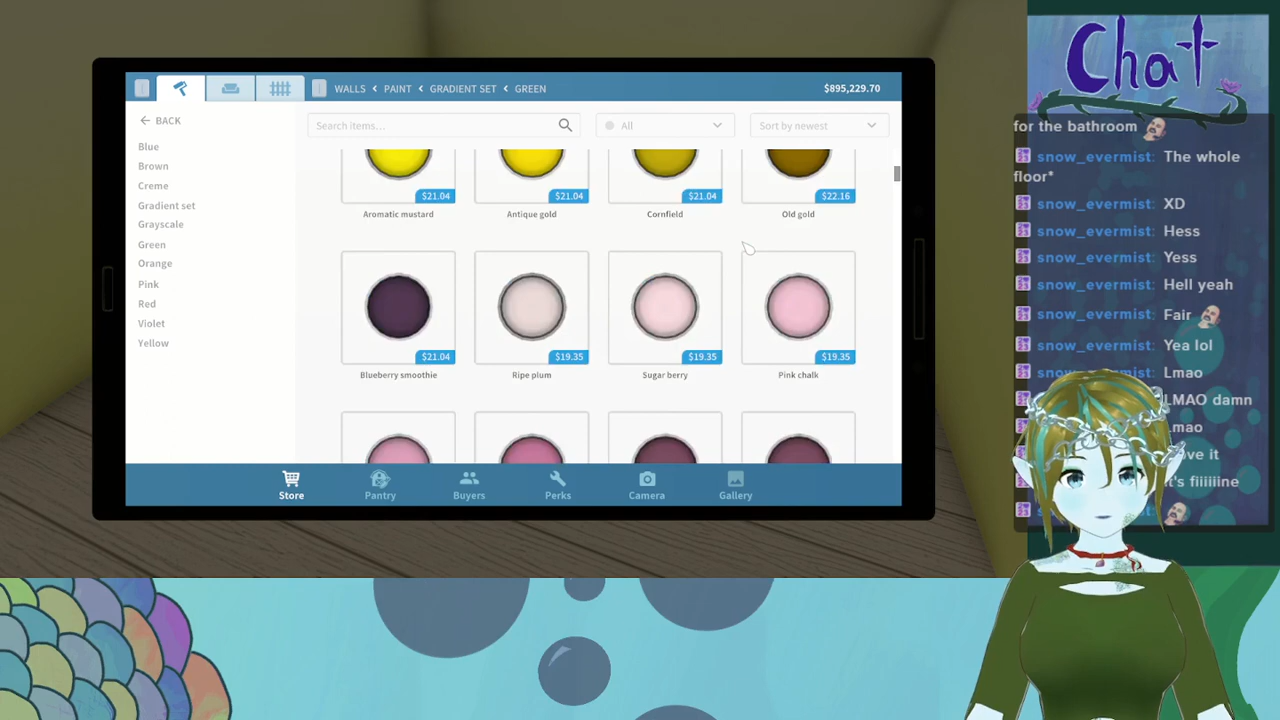 WALLS < PAINT < GRADIENT SET < GREEN
$895,229.70
BACK
Search items...
All
Sort by newest
Blue
Brown
Creme
Gradient set
Grayscale
Green
Orange
Pink
Red
Violet
Yellow
$21.04
$21.04
$21.04
$22.16
Aromatic mustard
Antique gold
Cornfield
Old gold
$21.04
$19.35
$19.35
$19.35
Blueberry smoothie
Ripe plum
Sugar berry
Pink chalk
Store
Pantry
Buyers
Perks
Camera
Gallery
Chat
for the bathroom
snow_evermist: The whole
floor*
snow_evermist: XD
snow_evermist: Hess
snow_evermist: Yess
snow_evermist: Hell yeah
snow_evermist: Fair
snow_evermist: Yea lol
snow_evermist: Lmao
LMAO damn